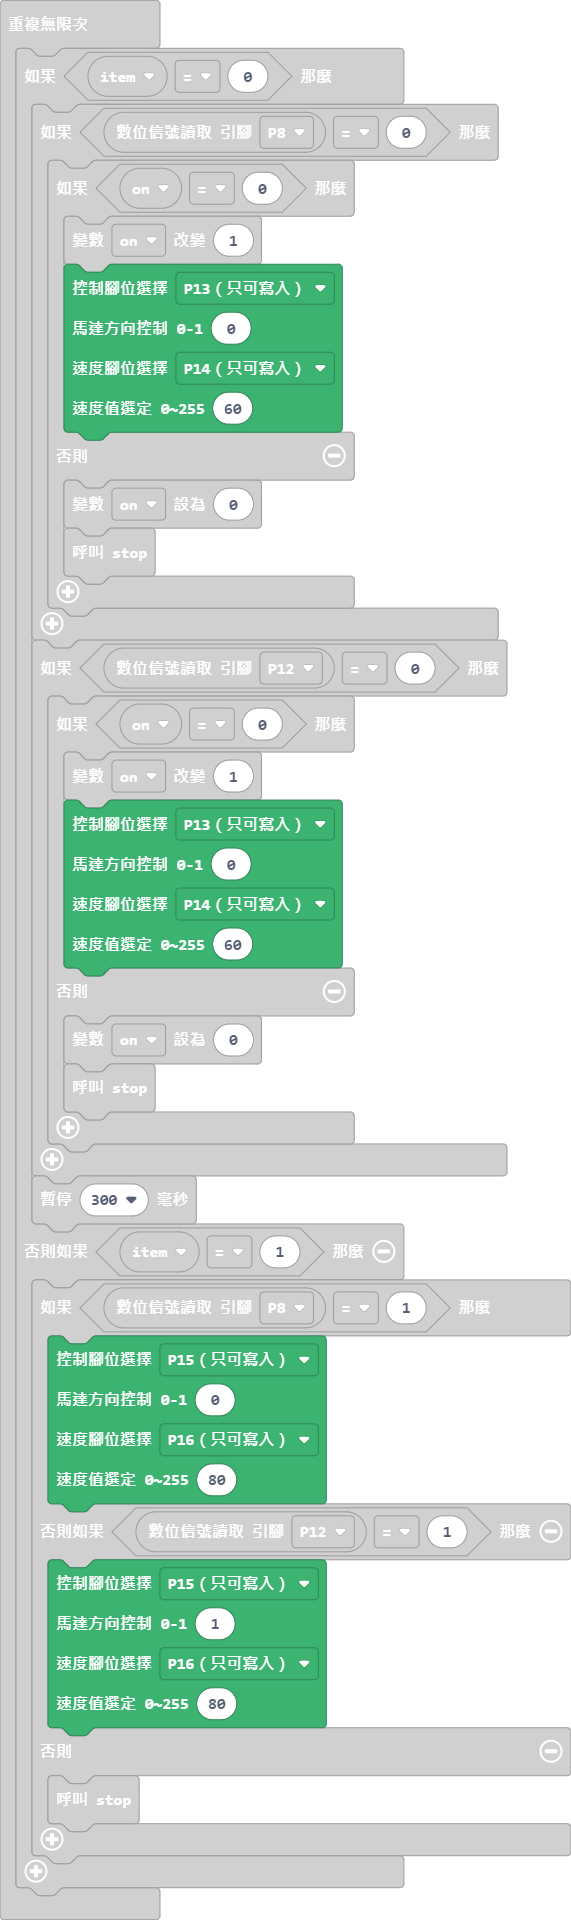 重複無限次
如果 item = 0 那麼
如果 數位信號讀取 引腳 P8 = 0 那麼
如果 on = 0 那麼
變數 on 改變 1
控制腳位選擇 P13（只可寫入）
馬達方向控制 0-1 0
速度腳位選擇 P14（只可寫入）
速度值選定 0~255 60
否則
變數 on 設為 0
呼叫 stop
如果 數位信號讀取 引腳 P12 = 0 那麼
如果 on = 0 那麼
變數 on 改變 1
控制腳位選擇 P13（只可寫入）
馬達方向控制 0-1 0
速度腳位選擇 P14（只可寫入）
速度值選定 0~255 60
否則
變數 on 設為 0
呼叫 stop
暫停 300 毫秒
否則如果 item = 1 那麼
如果 數位信號讀取 引腳 P8 = 1 那麼
控制腳位選擇 P15（只可寫入）
馬達方向控制 0-1 0
速度腳位選擇 P16（只可寫入）
速度值選定 0~255 80
否則如果 數位信號讀取 引腳 P12 = 1 那麼
控制腳位選擇 P15（只可寫入）
馬達方向控制 0-1 1
速度腳位選擇 P16（只可寫入）
速度值選定 0~255 80
否則
呼叫 stop